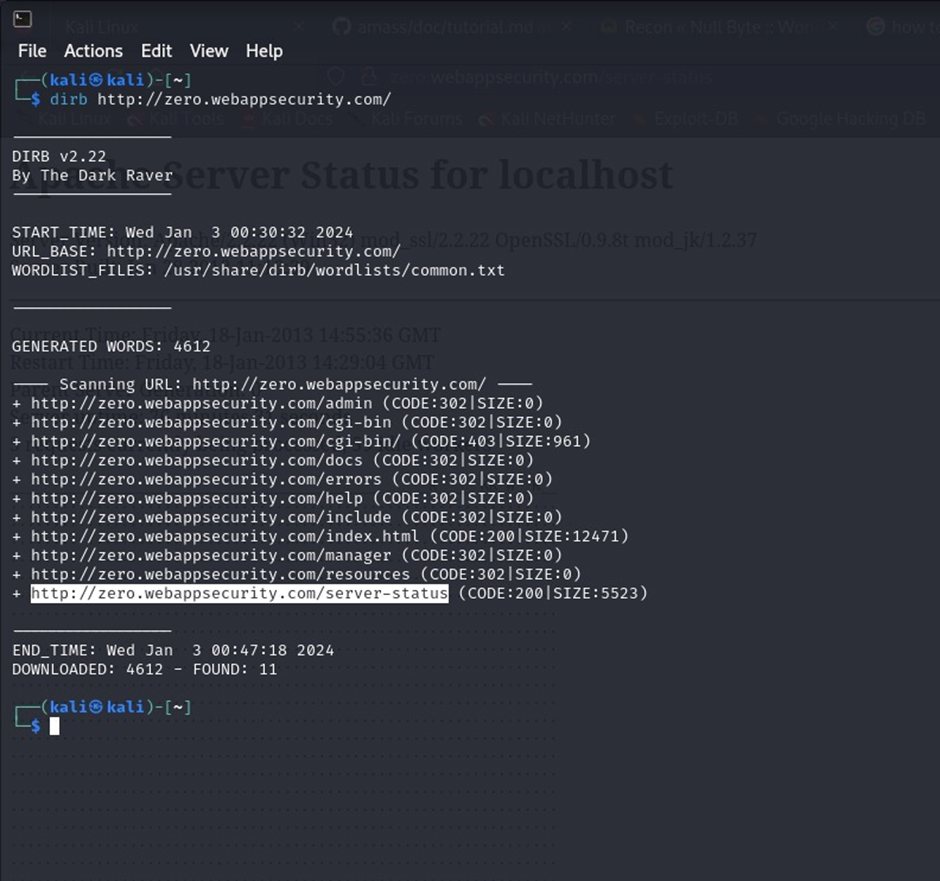 Kali Linux
amass/doc/tutorial.md
Recon « Null Byte :: Wo
how t
File Actions Edit View Help
zero.webappsecurity.com/server-status
┌──(kali㉿kali)-[~]
└─$ dirb http://zero.webappsecurity.com/
Kali Linux Kali Tools Kali Docs Kali Forums Kali NetHunter Exploit-DB Google Hacking DB
DIRB v2.22
By The Dark Raver
Apache Server Status for localhost
START_TIME: Wed Jan 3 00:30:32 2024
Server Version: Apache/2.2.22 (Win32) mod_ssl/2.2.22 OpenSSL/0.9.8t mod_jk/1.2.37
URL_BASE: http://zero.webappsecurity.com/
WORDLIST_FILES: /usr/share/dirb/wordlists/common.txt
Current Time: Friday, 18-Jan-2013 14:55:36 GMT
GENERATED WORDS: 4612
Restart Time: Friday, 18-Jan-2013 14:29:04 GMT
---- Scanning URL: http://zero.webappsecurity.com/ ----
+ http://zero.webappsecurity.com/admin (CODE:302|SIZE:0)
+ http://zero.webappsecurity.com/cgi-bin (CODE:302|SIZE:0)
+ http://zero.webappsecurity.com/cgi-bin/ (CODE:403|SIZE:961)
+ http://zero.webappsecurity.com/docs (CODE:302|SIZE:0)
+ http://zero.webappsecurity.com/errors (CODE:302|SIZE:0)
+ http://zero.webappsecurity.com/help (CODE:302|SIZE:0)
+ http://zero.webappsecurity.com/include (CODE:302|SIZE:0)
+ http://zero.webappsecurity.com/index.html (CODE:200|SIZE:12471)
+ http://zero.webappsecurity.com/manager (CODE:302|SIZE:0)
+ http://zero.webappsecurity.com/resources (CODE:302|SIZE:0)
+ http://zero.webappsecurity.com/server-status (CODE:200|SIZE:5523)
END_TIME: Wed Jan 3 00:47:18 2024
DOWNLOADED: 4612 - FOUND: 11
┌──(kali㉿kali)-[~]
└─$